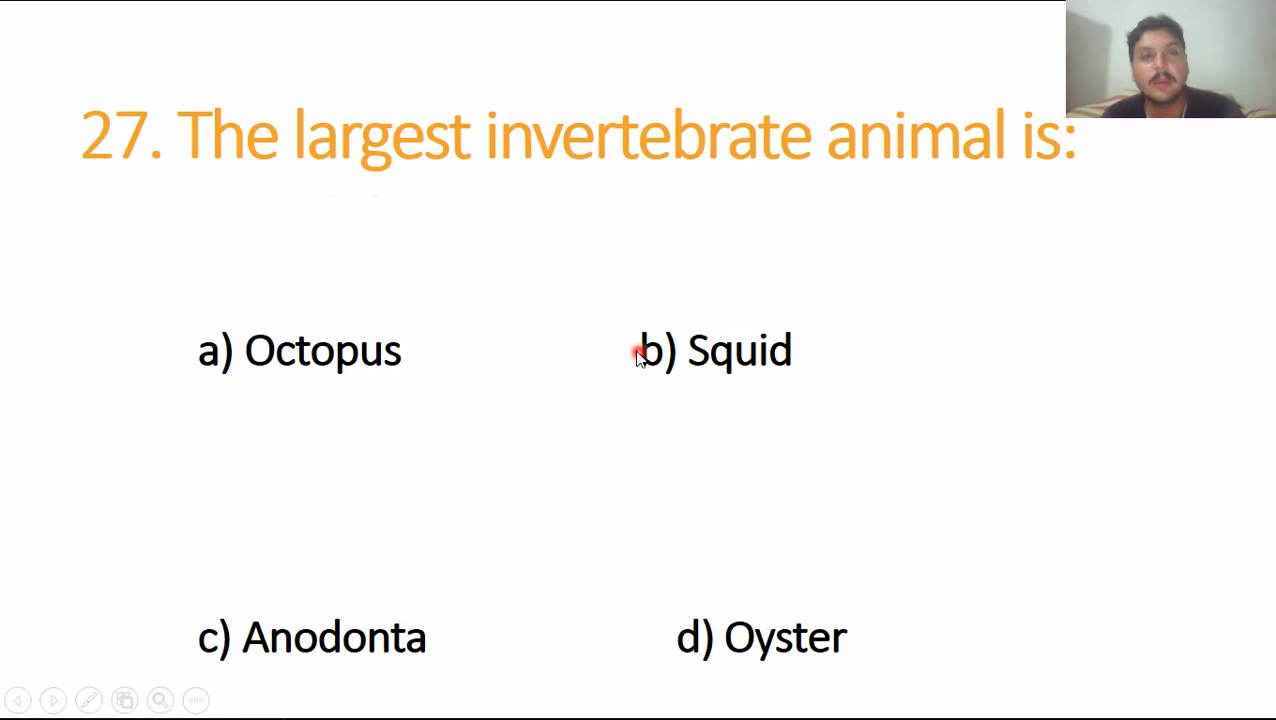 27. The largest invertebrate animal is:
a) Octopus b) Squid
c) Anodonta d) Oyster